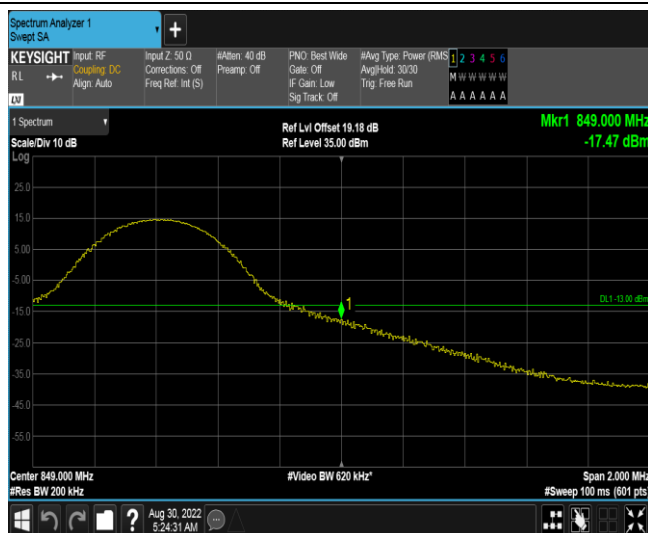 Spectrum Analyzer 1
Swept SA
KEYSIGHT
RL
Input: RF
Coupling: DC
Align: Auto
Input Z: 50 Ω
Corrections: Off
Freq Ref: Int (S)
#Atten: 40 dB
Preamp: Off
PNO: Best Wide
Gate: Off
IF Gain: Low
Sig Track: Off
#Avg Type: Power (RMS
Avg|Hold: 30/30
Trig: Free Run
1 2 3 4 5 6
M W W W W W
A A A A A A
LXI
1 Spectrum
Scale/Div 10 dB
Ref Lvl Offset 19.18 dB
Ref Level 35.00 dBm
Mkr1 849.000 MHz
-17.47 dBm
Log
25.0
15.0
5.00
-5.00
-15.0
-25.0
-35.0
-45.0
-55.0
1
DL1 -13.00 dBm
Center 849.000 MHz
#Res BW 200 kHz
#Video BW 620 kHz*
Span 2.000 MHz
#Sweep 100 ms (601 pts)
?
Aug 30, 2022
5:24:31 AM